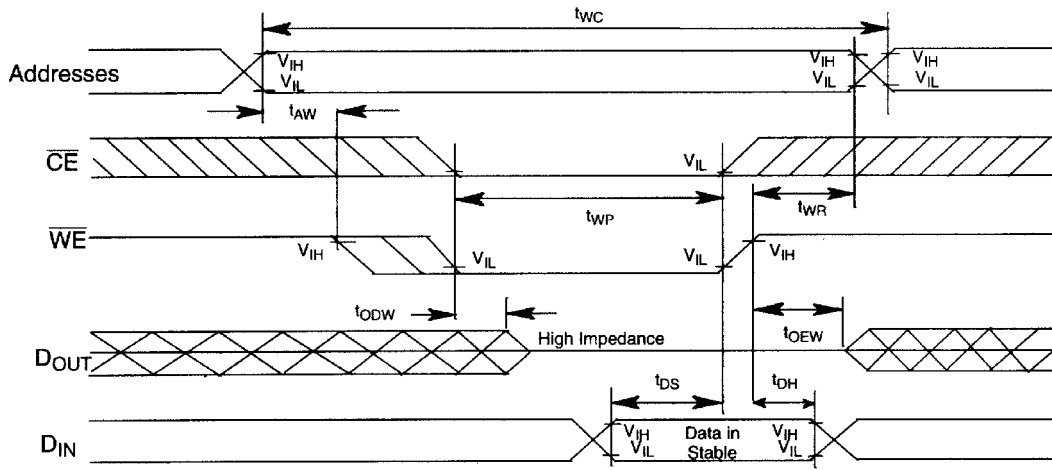 tWC
Addresses
VIH
VIL
VIH
VIL
VIH
VIL
tAW
CE
VIL
tWP
tWR
WE
VIH
VIL
VIL
VIH
tODW
tOEW
High Impedance
DOUT
tDS
tDH
DIN
VIH
VIL
Data in
Stable
VIH
VIL